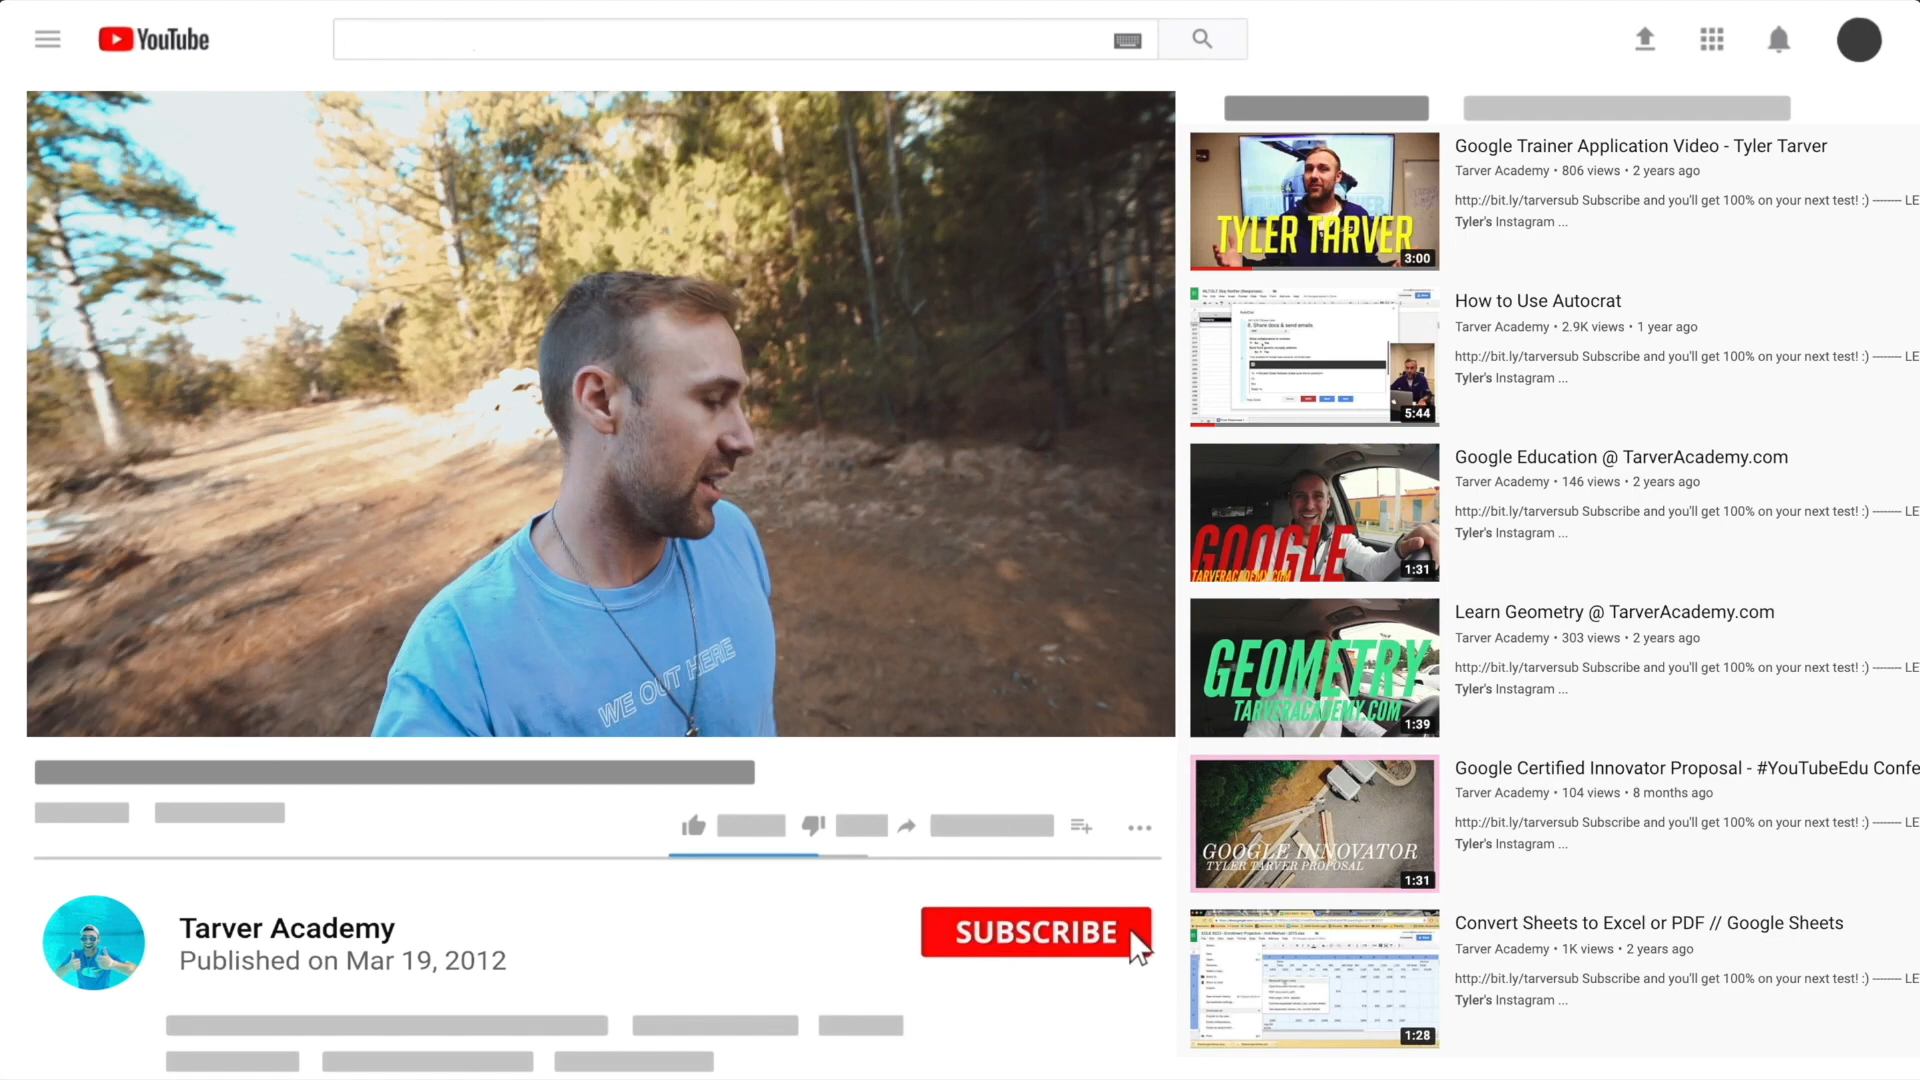 YouTube
WE OUT HERE
Tarver Academy
Published on Mar 19, 2012
SUBSCRIBE
TYLER TARVER
3:00
Google Trainer Application Video - Tyler Tarver
Tarver Academy • 806 views • 2 years ago
http://bit.ly/tarversub Subscribe and you'll get 100% on your next test! :) -------- LE
Tyler's Instagram ...
8. Share docs & send emails
5:44
How to Use Autocrat
Tarver Academy • 2.9K views • 1 year ago
http://bit.ly/tarversub Subscribe and you'll get 100% on your next test! :) -------- LE
Tyler's Instagram ...
GOOGLE
TARVERACADEMY.COM
1:31
Google Education @ TarverAcademy.com
Tarver Academy • 146 views • 2 years ago
http://bit.ly/tarversub Subscribe and you'll get 100% on your next test! :) -------- LE
Tyler's Instagram ...
GEOMETRY
TARVERACADEMY.COM
1:39
Learn Geometry @ TarverAcademy.com
Tarver Academy • 303 views • 2 years ago
http://bit.ly/tarversub Subscribe and you'll get 100% on your next test! :) -------- LE
Tyler's Instagram ...
GOOGLE INNOVATOR
TYLER TARVER PROPOSAL
1:31
Google Certified Innovator Proposal - #YouTubeEdu Confe
Tarver Academy • 104 views • 8 months ago
http://bit.ly/tarversub Subscribe and you'll get 100% on your next test! :) -------- LE
Tyler's Instagram ...
1:28
Convert Sheets to Excel or PDF // Google Sheets
Tarver Academy • 1K views • 2 years ago
http://bit.ly/tarversub Subscribe and you'll get 100% on your next test! :) -------- LE
Tyler's Instagram ...